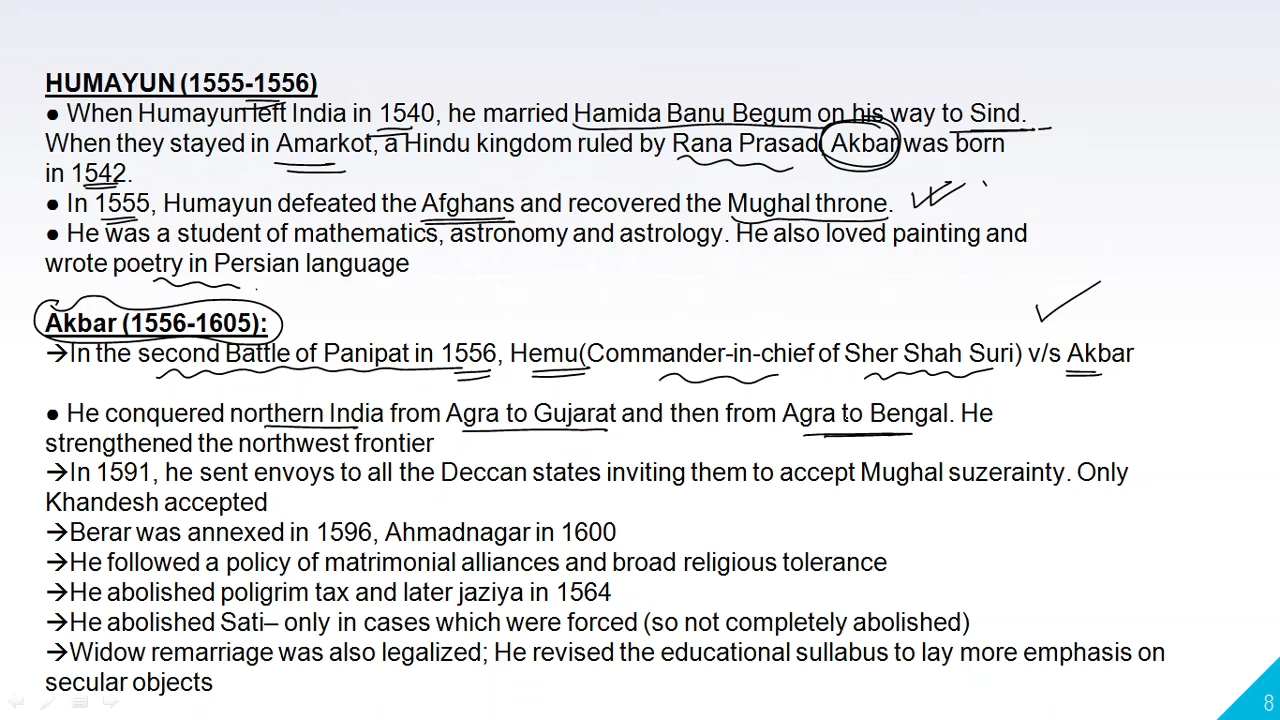 HUMAYUN (1555-1556)
● When Humayun left India in 1540, he married Hamida Banu Begum on his way to Sind.
When they stayed in Amarkot, a Hindu kingdom ruled by Rana Prasad, Akbar was born
in 1542.
● In 1555, Humayun defeated the Afghans and recovered the Mughal throne.
● He was a student of mathematics, astronomy and astrology. He also loved painting and
wrote poetry in Persian language
Akbar (1556-1605):
→In the second Battle of Panipat in 1556, Hemu(Commander-in-chief of Sher Shah Suri) v/s Akbar
● He conquered northern India from Agra to Gujarat and then from Agra to Bengal. He
strengthened the northwest frontier
→In 1591, he sent envoys to all the Deccan states inviting them to accept Mughal suzerainty. Only
Khandesh accepted
→Berar was annexed in 1596, Ahmadnagar in 1600
→He followed a policy of matrimonial alliances and broad religious tolerance
→He abolished poligrim tax and later jaziya in 1564
→He abolished Sati– only in cases which were forced (so not completely abolished)
→Widow remarriage was also legalized; He revised the educational sullabus to lay more emphasis on
secular objects
8